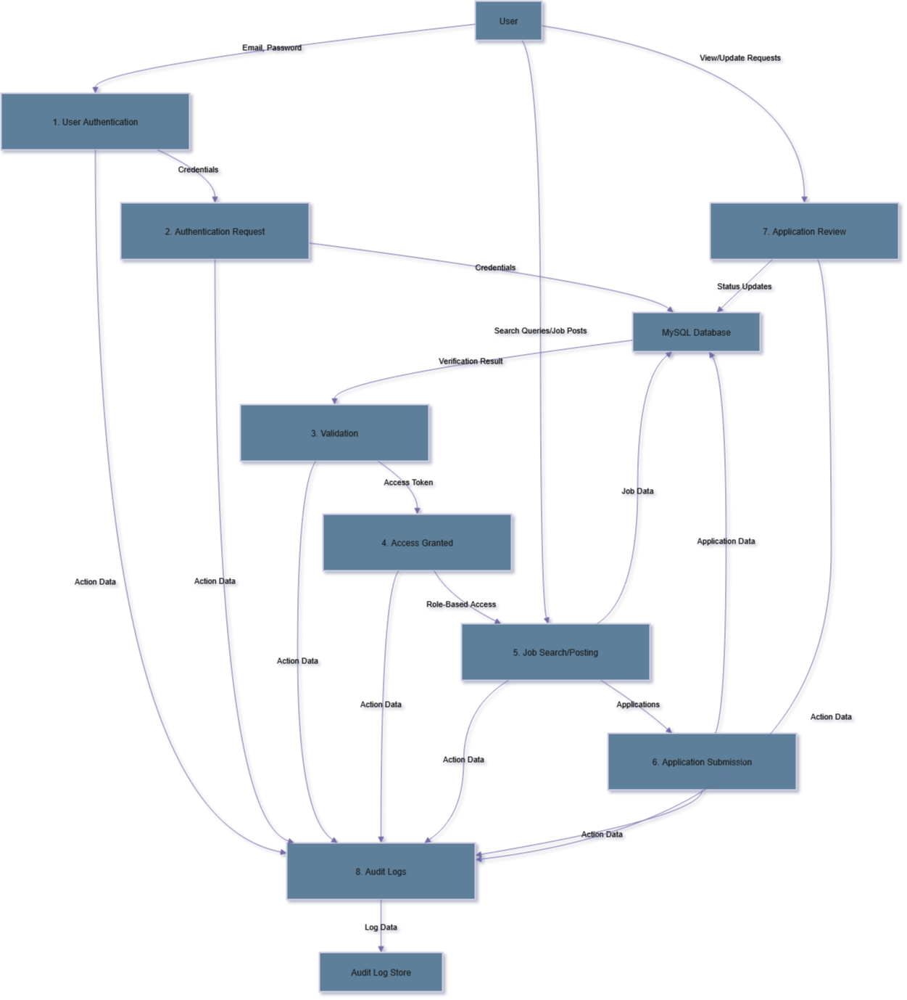 User
Email, Password
View/Update Requests
1. User Authentication
Credentials
2. Authentication Request
7. Application Review
Credentials
Status Updates
Search Queries/Job Posts
MySQL Database
Verification Result
3. Validation
Access Token
Job Data
4. Access Granted
Application Data
Action Data
Action Data
Role-Based Access
5. Job Search/Posting
Action Data
Action Data
Applications
Action Data
Action Data
6. Application Submission
Action Data
8. Audit Logs
Log Data
Audit Log Store